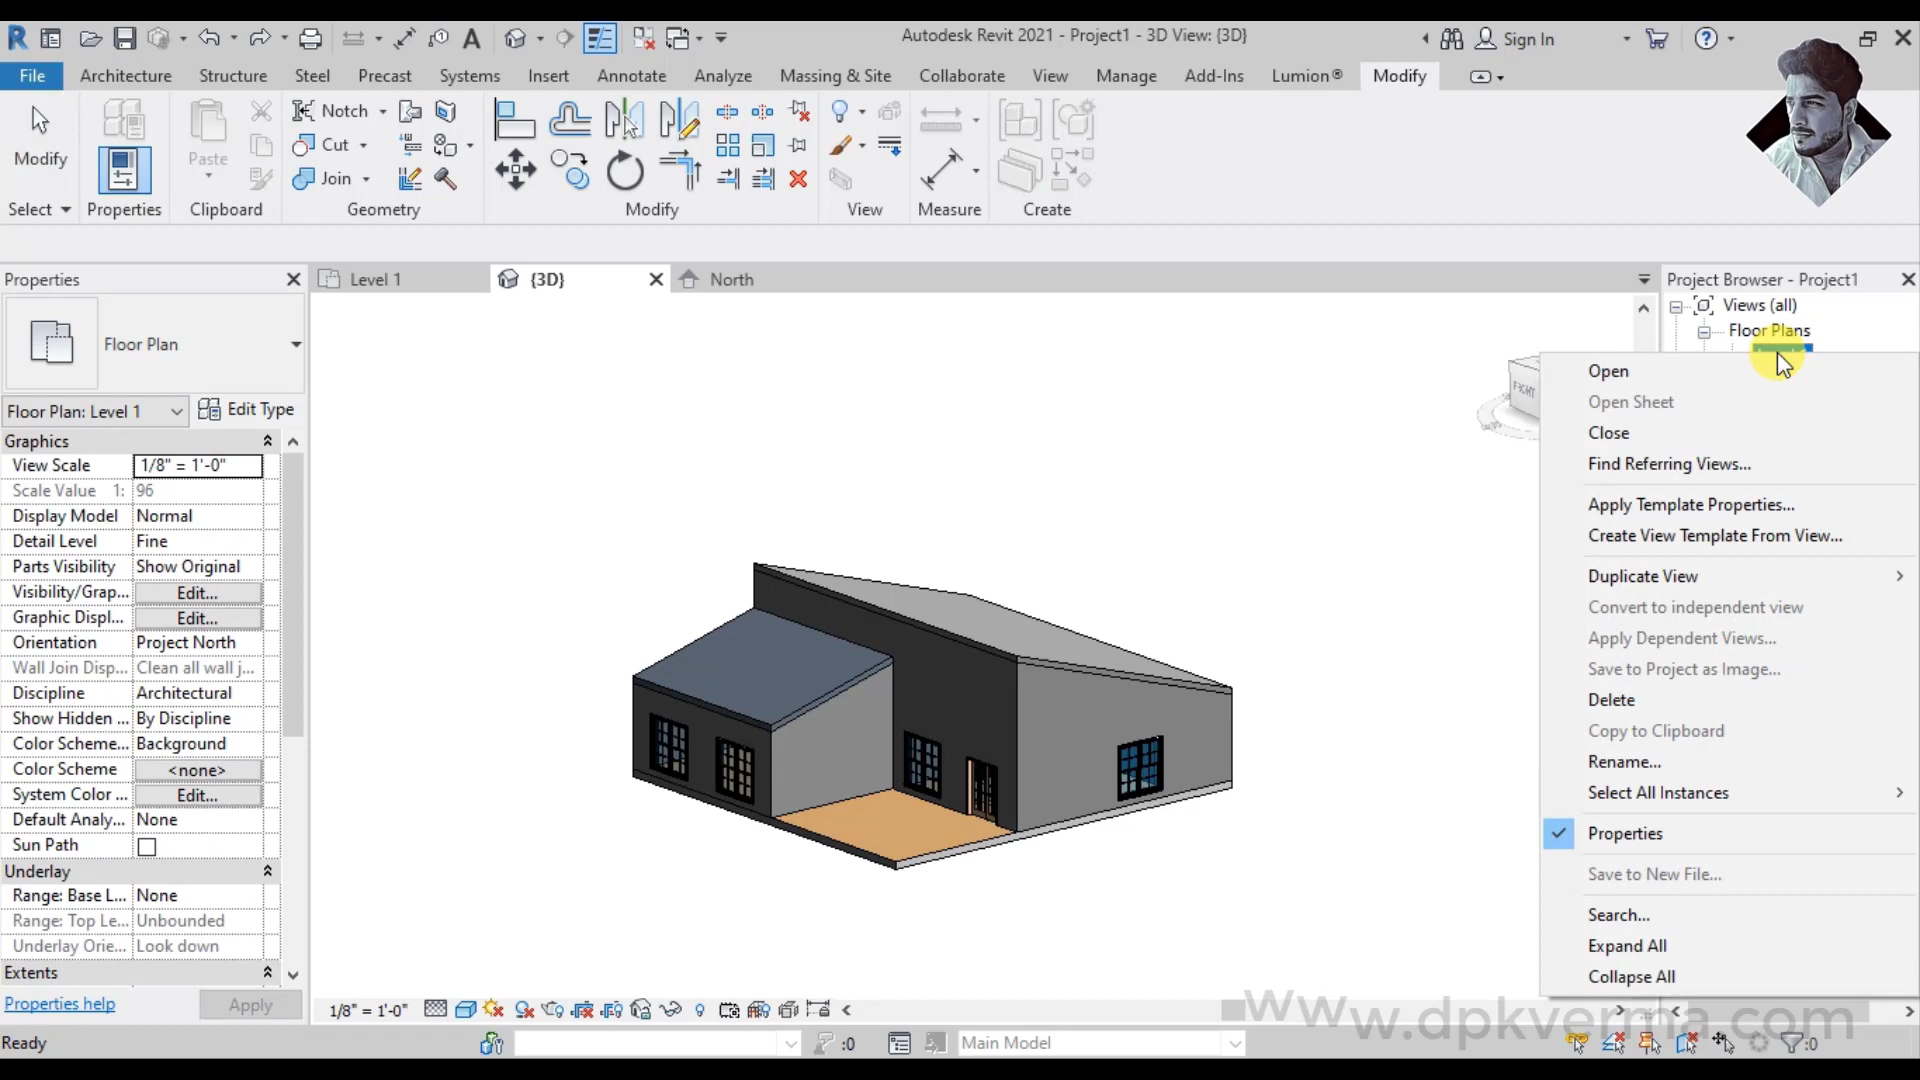 Autodesk Revit 2021 - Project1 - 3D View: {3D}
Sign In
File Architecture Structure Steel Precast Systems Insert Annotate Analyze Massing & Site Collaborate View Manage Add-Ins Lumion® Modify
Modify
Paste
Notch
Cut
Join
Select Properties Clipboard Geometry Modify View Measure Create
Properties
Level 1 {3D} North
Project Browser - Project1
Views (all)
Floor Plans
Floor Plan
Floor Plan: Level 1 Edit Type
Graphics
View Scale 1/8" = 1'-0"
Scale Value 1: 96
Display Model Normal
Detail Level Fine
Parts Visibility Show Original
Visibility/Grap... Edit...
Graphic Displ... Edit...
Orientation Project North
Wall Join Disp... Clean all wall j...
Discipline Architectural
Show Hidden ... By Discipline
Color Scheme... Background
Color Scheme <none>
System Color ... Edit...
Default Analy... None
Sun Path
Underlay
Range: Base L... None
Range: Top Le... Unbounded
Underlay Orie... Look down
Extents
Properties help Apply
FRONT
Open
Open Sheet
Close
Find Referring Views...
Apply Template Properties...
Create View Template From View...
Duplicate View
Convert to independent view
Apply Dependent Views...
Save to Project as Image...
Delete
Copy to Clipboard
Rename...
Select All Instances
Properties
Save to New File...
Search...
Expand All
Collapse All
1/8" = 1'-0"
www.dpkverma.com
Ready
:0
Main Model
:0